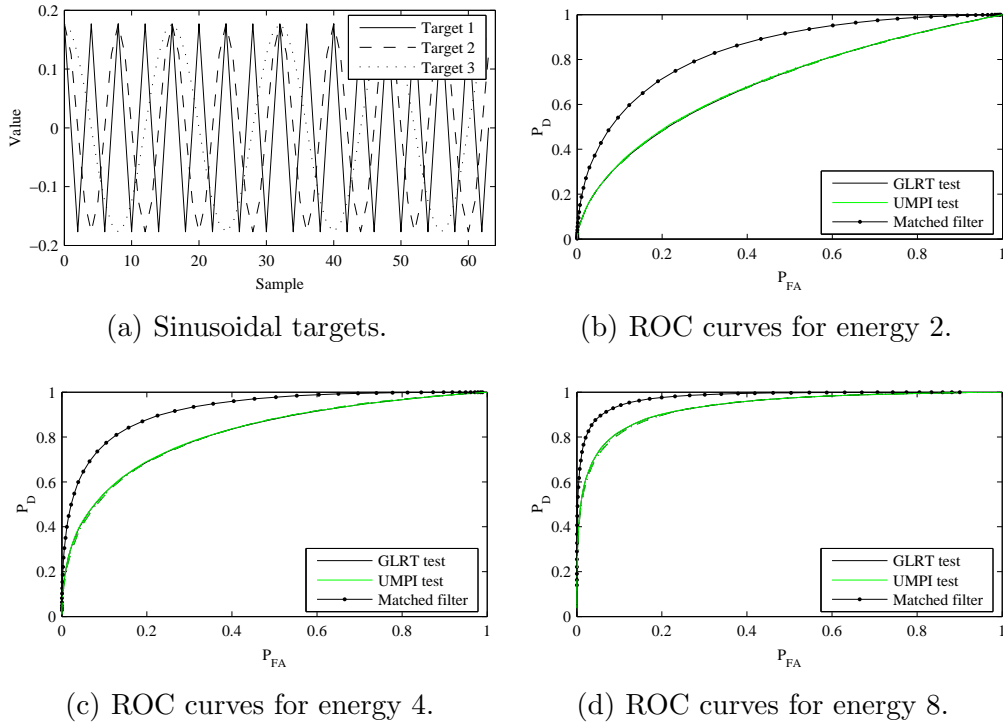 0.2
0.1
0
−0.1
−0.2
Value
0 10 20 30 40 50 60
Sample
Target 1
Target 2
Target 3
(a) Sinusoidal targets.
1
0.8
0.6
0.4
0.2
0
P_D
0 0.2 0.4 0.6 0.8 1
P_FA
GLRT test
UMPI test
Matched filter
(b) ROC curves for energy 2.
1
0.8
0.6
0.4
0.2
0
P_D
0 0.2 0.4 0.6 0.8 1
P_FA
GLRT test
UMPI test
Matched filter
(c) ROC curves for energy 4.
1
0.8
0.6
0.4
0.2
0
P_D
0 0.2 0.4 0.6 0.8 1
P_FA
GLRT test
UMPI test
Matched filter
(d) ROC curves for energy 8.